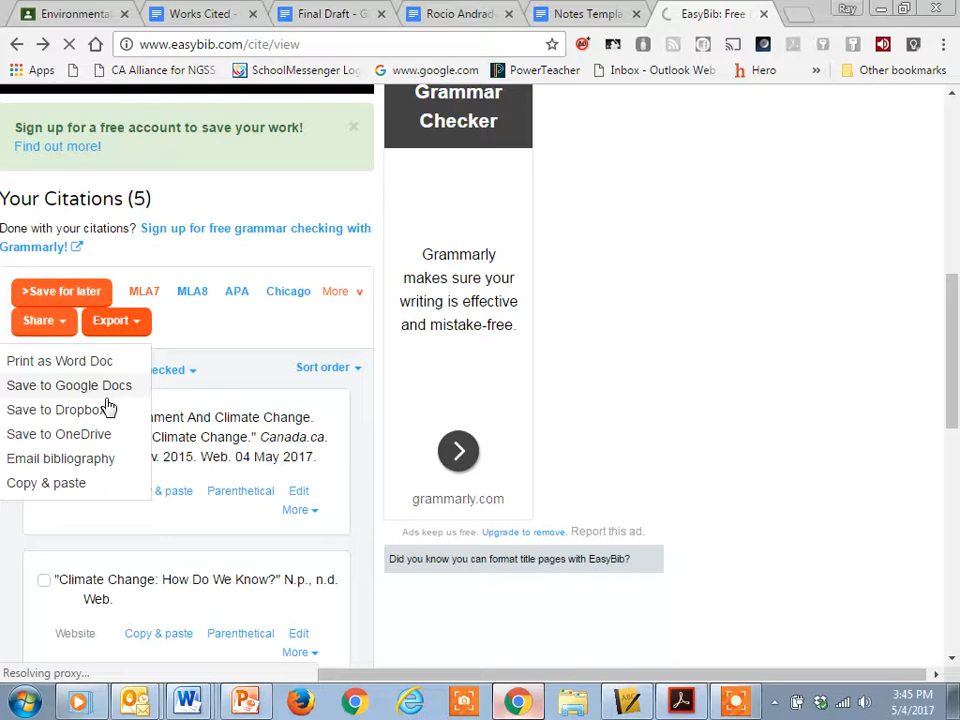 Environmenta
Works Cited -
Final Draft - G
Rocio Andrad
Notes Templa
EasyBib: Free
Ray
www.easybib.com/cite/view
Apps
CA Alliance for NGSS
SchoolMessenger Log
www.google.com
PowerTeacher
Inbox - Outlook Web
Hero
»
Other bookmarks
Grammar
Checker
Sign up for a free account to save your work!
Find out more!
Your Citations (5)
Done with your citations? Sign up for free grammar checking with
Grammarly!
>Save for later
MLA7
MLA8
APA
Chicago
More v
Share
Export
Print as Word Doc
Save to Google Docs
Save to Dropbox
Save to OneDrive
Email bibliography
Copy & paste
ecked
Sort order
nment And Climate Change.
Climate Change." Canada.ca.
v. 2015. Web. 04 May 2017.
& paste
Parenthetical
Edit
More
"Climate Change: How Do We Know?" N.p., n.d.
Web.
Website
Copy & paste
Parenthetical
Edit
More
Grammarly
makes sure your
writing is effective
and mistake-free.
grammarly.com
Ads keep us free. Upgrade to remove. Report this ad.
Did you know you can format title pages with EasyBib?
Resolving proxy...
3:45 PM
5/4/2017